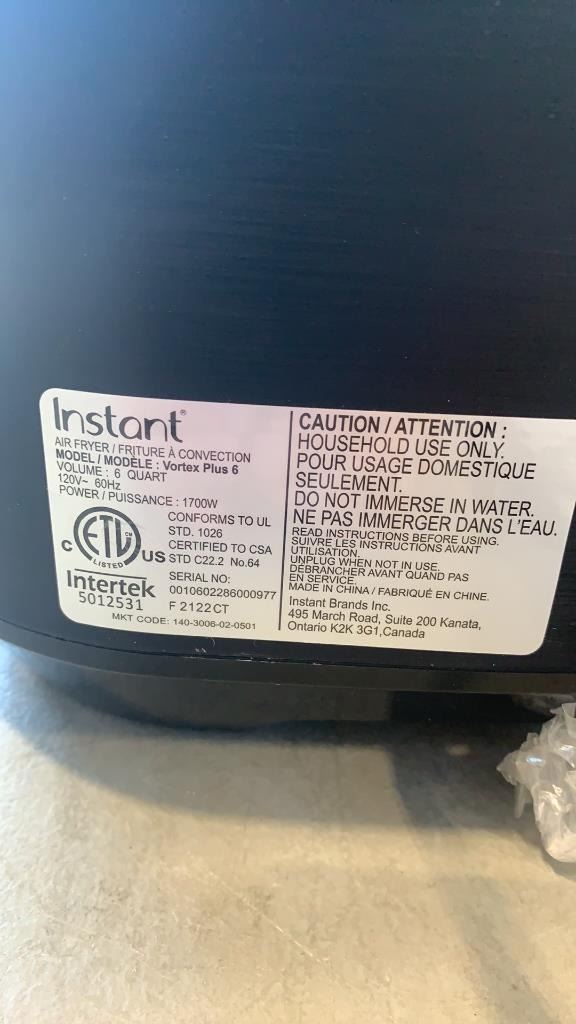 Instant®
AIR FRYER / FRITURE À CONVECTION
MODEL / MODÈLE : Vortex Plus 6
VOLUME : 6 QUART
120V~ 60Hz
POWER / PUISSANCE : 1700W
ETL CM
LISTED
C US
Intertek
5012531
CONFORMS TO UL
STD. 1026
CERTIFIED TO CSA
STD C22.2 No.64
SERIAL NO:
0010602286000977
F 2122CT
MKT CODE: 140-3006-02-0501
CAUTION / ATTENTION :
HOUSEHOLD USE ONLY.
POUR USAGE DOMESTIQUE
SEULEMENT.
DO NOT IMMERSE IN WATER.
NE PAS IMMERGER DANS L'EAU.
READ INSTRUCTIONS BEFORE USING.
SUIVRE LES INSTRUCTIONS AVANT
UTILISATION.
UNPLUG WHEN NOT IN USE.
DÉBRANCHER AVANT QUAND PAS
EN SERVICE.
MADE IN CHINA / FABRIQUÉ EN CHINE.
Instant Brands Inc.
495 March Road, Suite 200 Kanata,
Ontario K2K 3G1,Canada